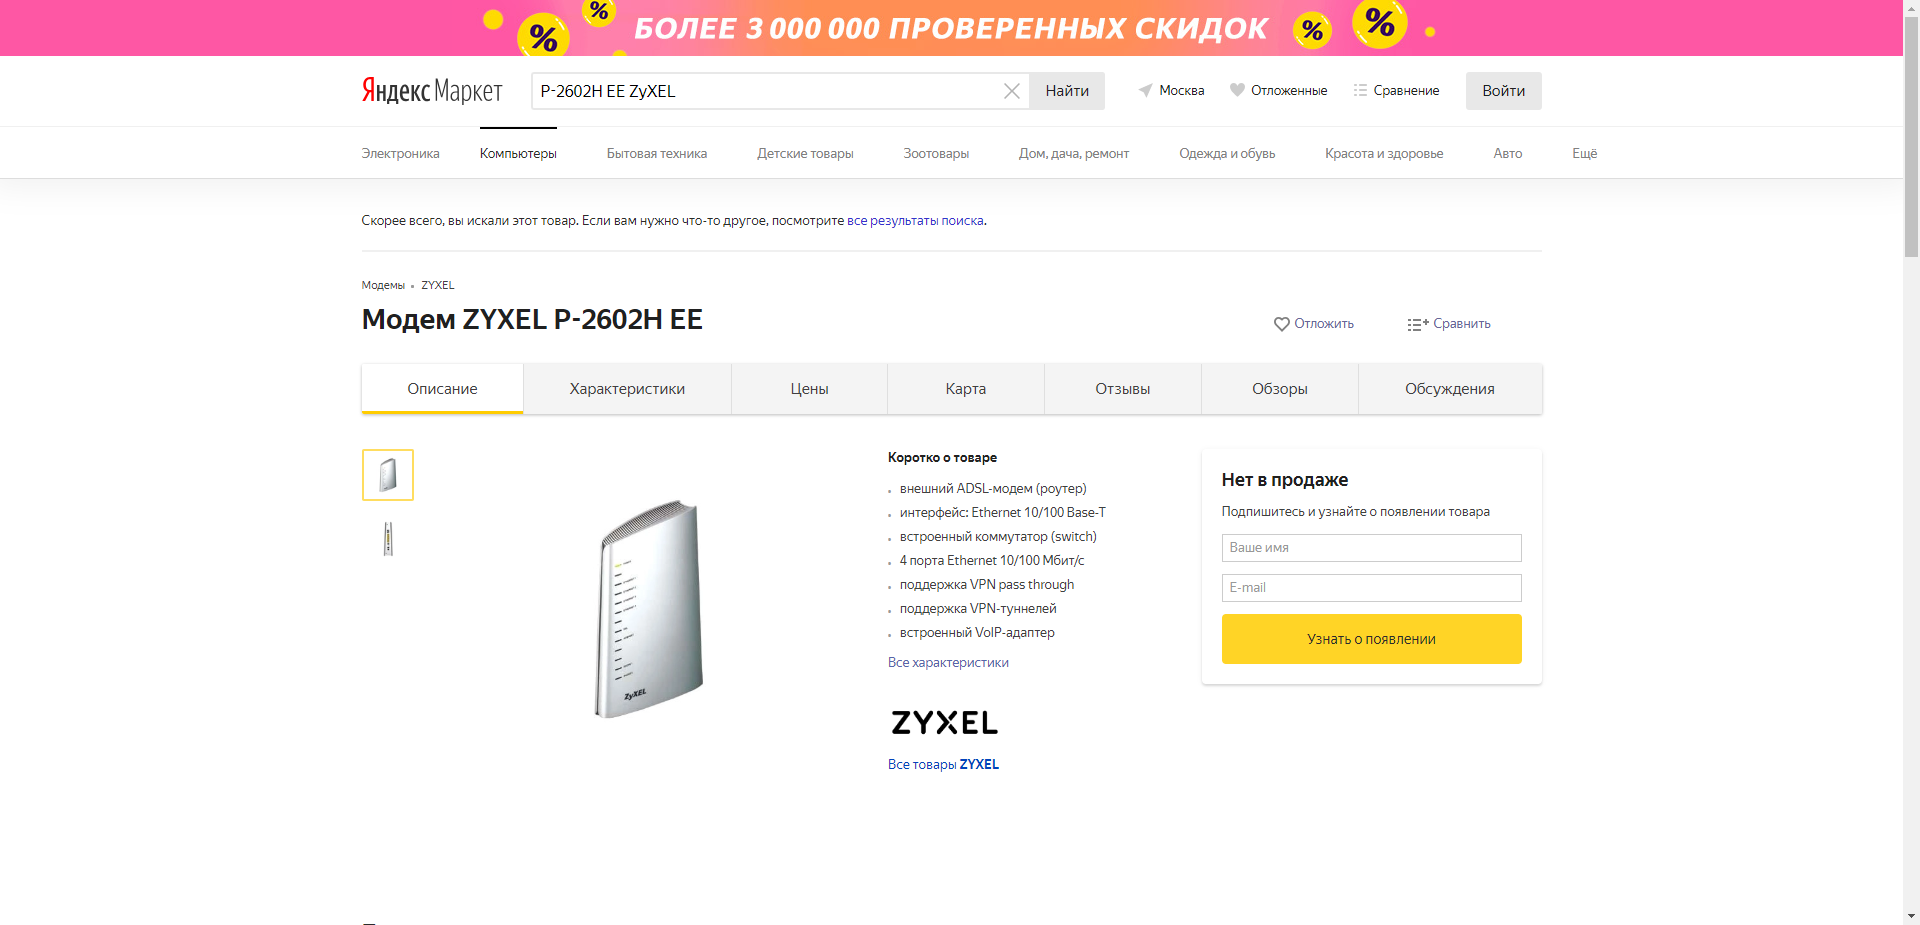 % % БОЛЕЕ 3 000 000 ПРОВЕРЕННЫХ СКИДОК % %
Яндекс Маркет
P-2602H EE ZyXEL
Найти
Москва
Отложенные
Сравнение
Войти
Электроника
Компьютеры
Бытовая техника
Детские товары
Зоотовары
Дом, дача, ремонт
Одежда и обувь
Красота и здоровье
Авто
Ещё
Скорее всего, вы искали этот товар. Если вам нужно что-то другое, посмотрите все результаты поиска.
Модемы • ZYXEL
Модем ZYXEL P-2602H EE
Отложить
Сравнить
Описание
Характеристики
Цены
Карта
Отзывы
Обзоры
Обсуждения
ZyXEL
Коротко о товаре
внешний ADSL-модем (роутер)
интерфейс: Ethernet 10/100 Base-T
встроенный коммутатор (switch)
4 порта Ethernet 10/100 Мбит/с
поддержка VPN pass through
поддержка VPN-туннелей
встроенный VoIP-адаптер
Все характеристики
ZYXEL
Все товары ZYXEL
Нет в продаже
Подпишитесь и узнайте о появлении товара
Ваше имя
E-mail
Узнать о появлении